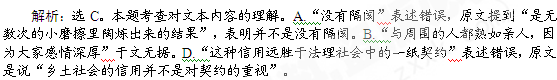 解析：选 C。本题考查对文本内容的理解。A.“没有隔阂”表述错误，原文提到“是无
数次的小磨擦里陶炼出来的结果”，表明并不是没有隔阂。B.“与周围的人都熟如亲人，因
为大家感情深厚”于文无据。D.“这种信用远胜于法理社会中的一纸契约”表述错误，原文
是说“乡土社会的信用并不是对契约的重视”。